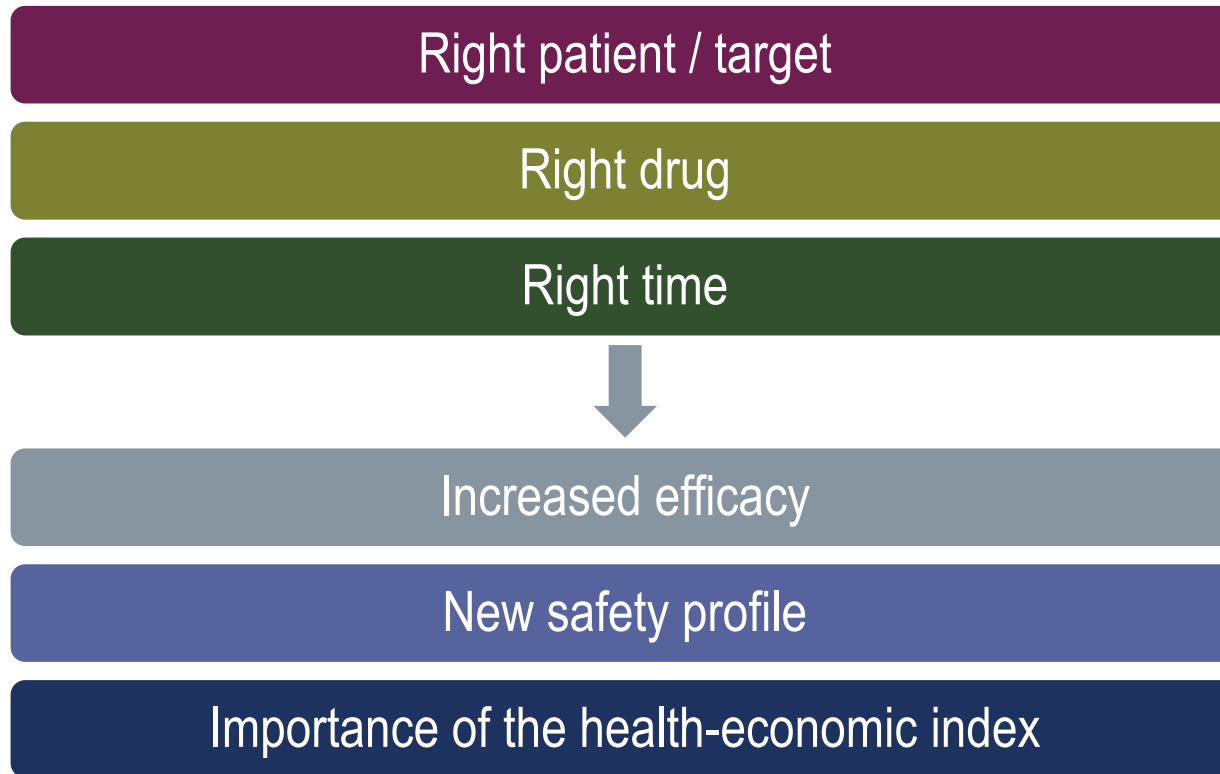 Right patient / target
Right drug
Right time
Increased efficacy
New safety profile
Importance of the health-economic index